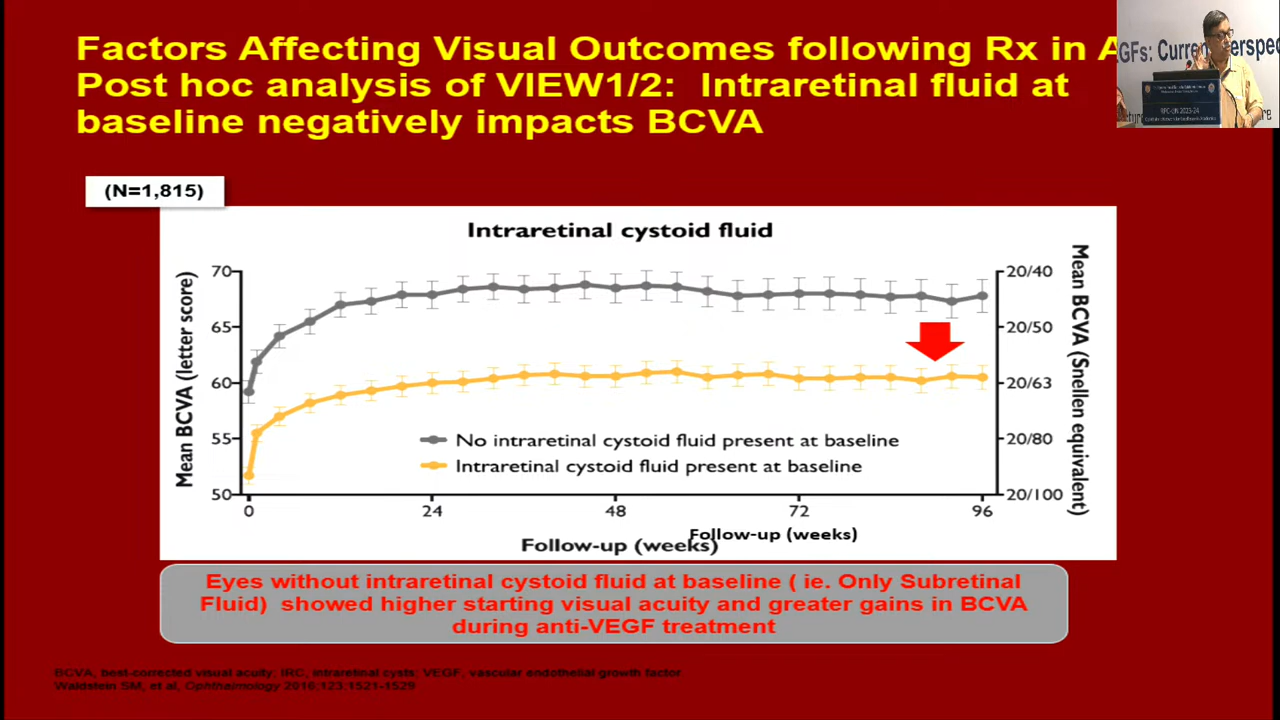 Factors Affecting Visual Outcomes following Rx in A
Post hoc analysis of VIEW1/2: Intraretinal fluid at
baseline negatively impacts BCVA
GFs: Current
RPC-EN 2023-24
(N=1,815)
Intraretinal cystoid fluid
Mean BCVA (letter score)
70
65
60
55
50
No intraretinal cystoid fluid present at baseline
Intraretinal cystoid fluid present at baseline
20/40
20/50
20/63
20/80
20/100
Mean BCVA (Snellen equivalent)
0 24 48 72 96
Follow-up (weeks)
Follow-up (weeks)
Eyes without intraretinal cystoid fluid at baseline ( ie. Only Subretinal
Fluid) showed higher starting visual acuity and greater gains in BCVA
during anti-VEGF treatment
BCVA, best-corrected visual acuity; IRC, intraretinal cysts; VEGF, vascular endothelial growth factor
Waldstein SM, et al, Ophthalmology 2016;123:1521-1529